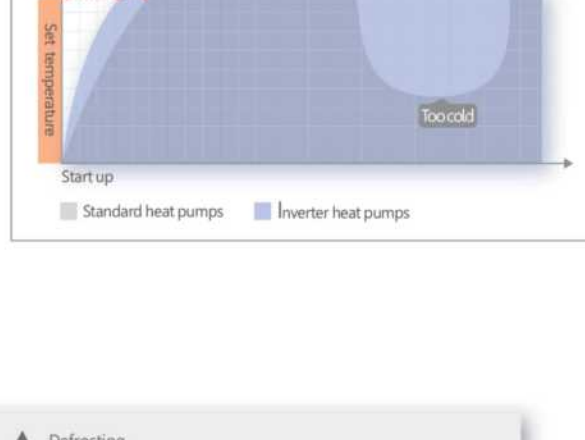 Set temperature
Too cold
Start up
Standard heat pumps
Inverter heat pumps
Defrosting